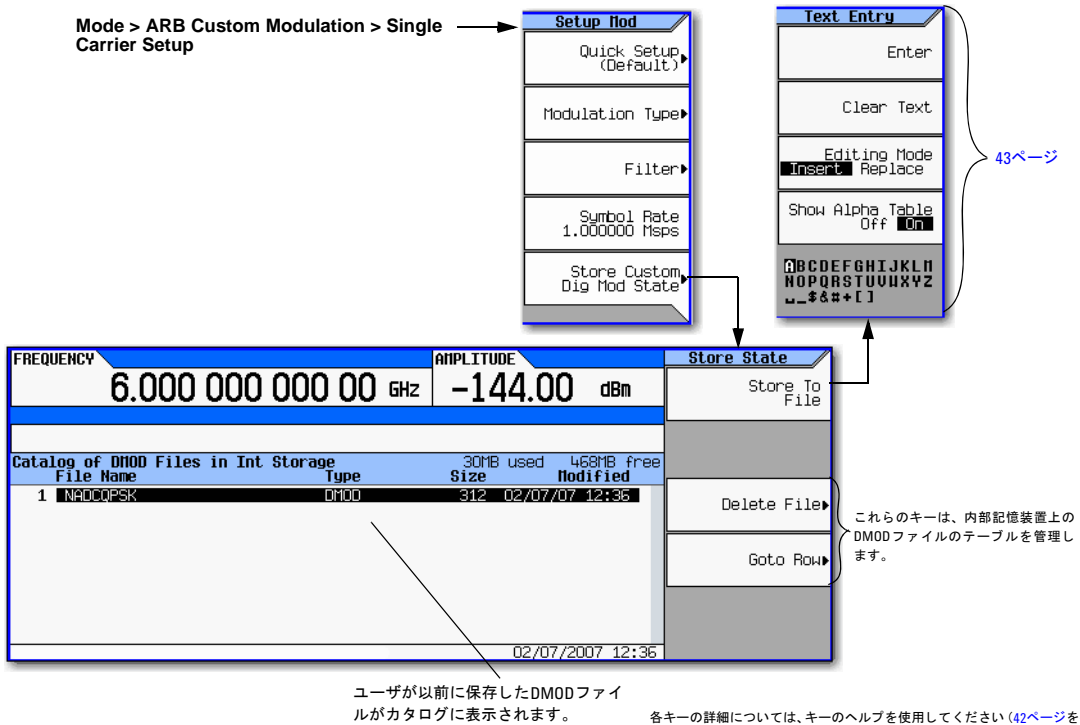 Mode > ARB Custom Modulation > Single
Carrier Setup
Setup Mod
Quick Setup
(Default)
Modulation Type
Filter
Symbol Rate
1.000000 Msps
Store Custom
Dig Mod State
Text Entry
Enter
Clear Text
Editing Mode
Insert Replace
Show Alpha Table
Off On
ABCDEFGHIJKLM
NOPQRSTUVWXYZ
␣_$&#+[]
43ページ
FREQUENCY
6.000 000 000 00 GHz
AMPLITUDE
-144.00 dBm
Catalog of DMOD Files in Int Storage 30MB used 468MB free
File Name Type Size Modified
1 NADCQPSK DMOD 312 02/07/07 12:36
02/07/2007 12:36
Store State
Store To
File
Delete File
Goto Row
これらのキーは、内部記憶装置上の
DMODファイルのテーブルを管理し
ます。
ユーザが以前に保存したDMODファイ
ルがカタログに表示されます。
各キーの詳細については、キーのヘルプを使用してください（42ページを